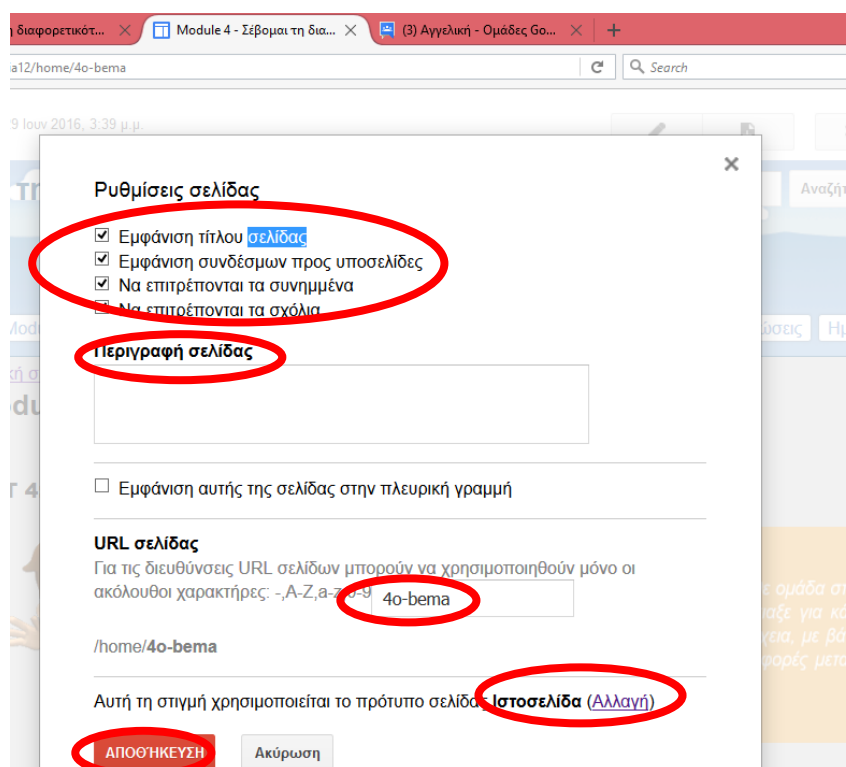 η διαφορετικότ...
Module 4 - Σέβομαι τη δια...
(3) Αγγελική - Ομάδες Go...
a12/home/4o-bema
Search
9 Ιουν 2016, 3:39 μ.μ.
Ρυθμίσεις σελίδας
Εμφάνιση τίτλου σελίδας
Εμφάνιση συνδέσμων προς υποσελίδες
Να επιτρέπονται τα συνημμένα
Να επιτρέπονται τα σχόλια
Περιγραφή σελίδας
Εμφάνιση αυτής της σελίδας στην πλευρική γραμμή
URL σελίδας
Για τις διευθύνσεις URL σελίδων μπορούν να χρησιμοποιηθούν μόνο οι
ακόλουθοι χαρακτήρες: -,A-Z,a-z,0-9 4o-bema
/home/4o-bema
Αυτή τη στιγμή χρησιμοποιείται το πρότυπο σελίδας Ιστοσελίδα (Αλλαγή)
ΑΠΟΘΉΚΕΥΣΗ Ακύρωση